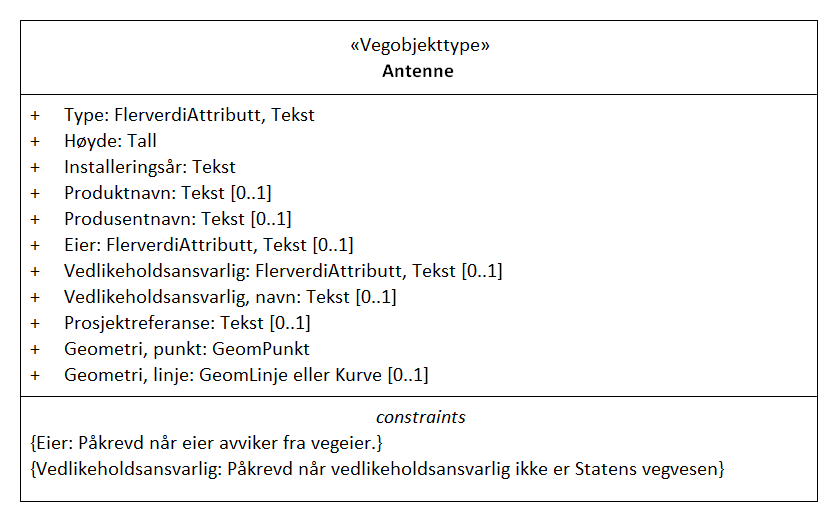 «Vegobjekttype»
Antenne
+ Type: FlerverdiAttributt, Tekst
+ Høyde: Tall
+ Installeringsår: Tekst
+ Produktnavn: Tekst [0..1]
+ Produsentnavn: Tekst [0..1]
+ Eier: FlerverdiAttributt, Tekst [0..1]
+ Vedlikeholdsansvarlig: FlerverdiAttributt, Tekst [0..1]
+ Vedlikeholdsansvarlig, navn: Tekst [0..1]
+ Prosjektreferanse: Tekst [0..1]
+ Geometri, punkt: GeomPunkt
+ Geometri, linje: GeomLinje eller Kurve [0..1]
constraints
{Eier: Påkrevd når eier avviker fra vegeier.}
{Vedlikeholdsansvarlig: Påkrevd når vedlikeholdsansvarlig ikke er Statens vegvesen}